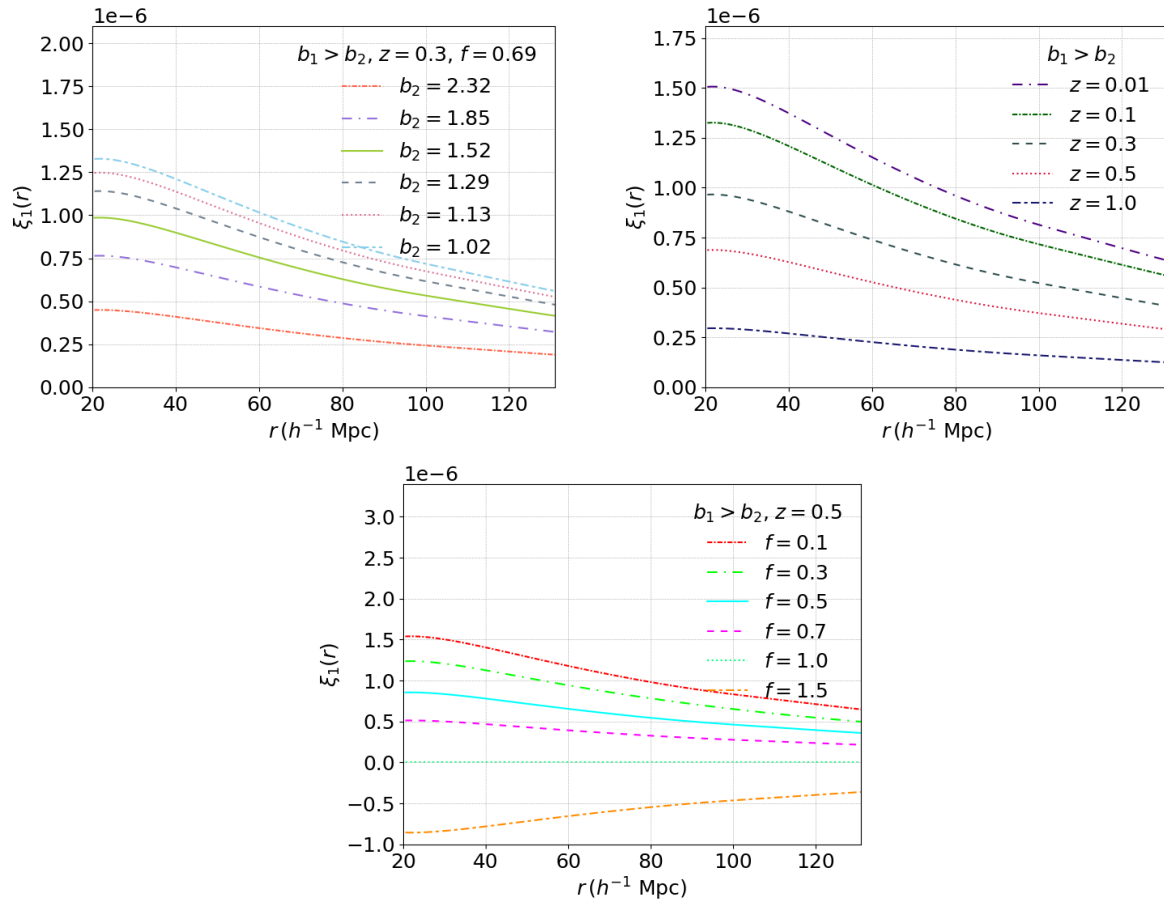 1e−6
b₁ > b₂, z = 0.3, f = 0.69
b₂ = 2.32
b₂ = 1.85
b₂ = 1.52
b₂ = 1.29
b₂ = 1.13
b₂ = 1.02
2.00
1.75
1.50
1.25
1.00
0.75
0.50
0.25
0.00
ξ₁(r)
20 40 60 80 100 120
r (h⁻¹ Mpc)
1e−6
b₁ > b₂
z = 0.01
z = 0.1
z = 0.3
z = 0.5
z = 1.0
1.75
1.50
1.25
1.00
0.75
0.50
0.25
0.00
ξ₁(r)
20 40 60 80 100 120
r (h⁻¹ Mpc)
1e−6
b₁ > b₂, z = 0.5
f = 0.1
f = 0.3
f = 0.5
f = 0.7
f = 1.0
f = 1.5
3.0
2.5
2.0
1.5
1.0
0.5
0.0
−0.5
−1.0
ξ₁(r)
20 40 60 80 100 120
r (h⁻¹ Mpc)